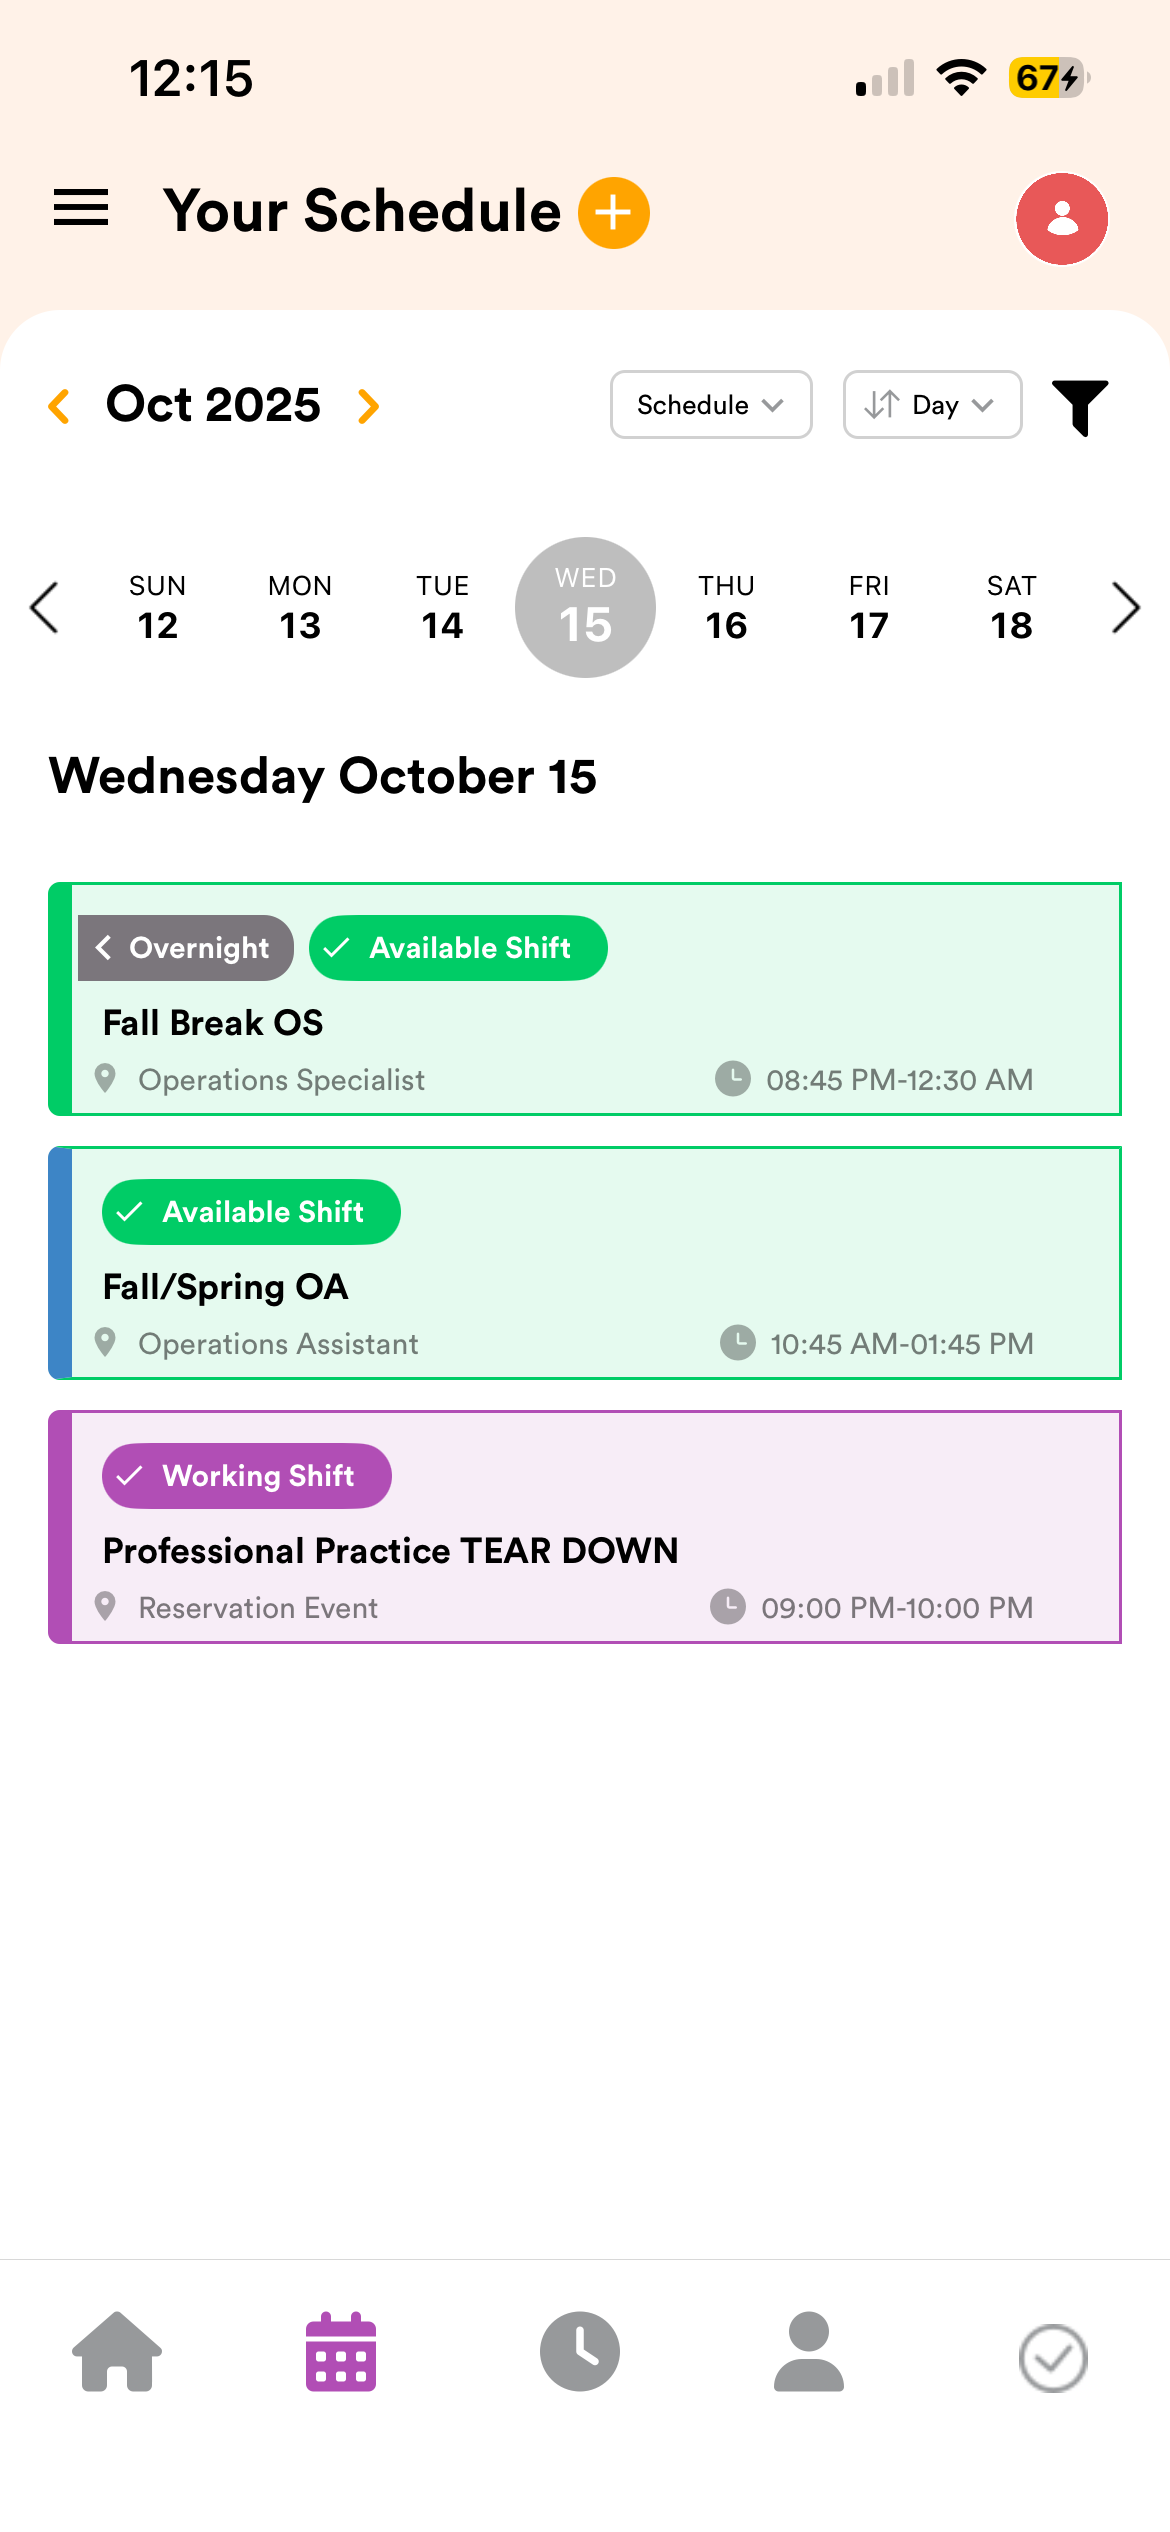 12:15
67
Your Schedule
Oct 2025
Schedule
Day
SUN MON TUE WED THU FRI SAT
12 13 14 15 16 17 18
Wednesday October 15
Overnight Available Shift
Fall Break OS
Operations Specialist 08:45 PM-12:30 AM
Available Shift
Fall/Spring OA
Operations Assistant 10:45 AM-01:45 PM
Working Shift
Professional Practice TEAR DOWN
Reservation Event 09:00 PM-10:00 PM